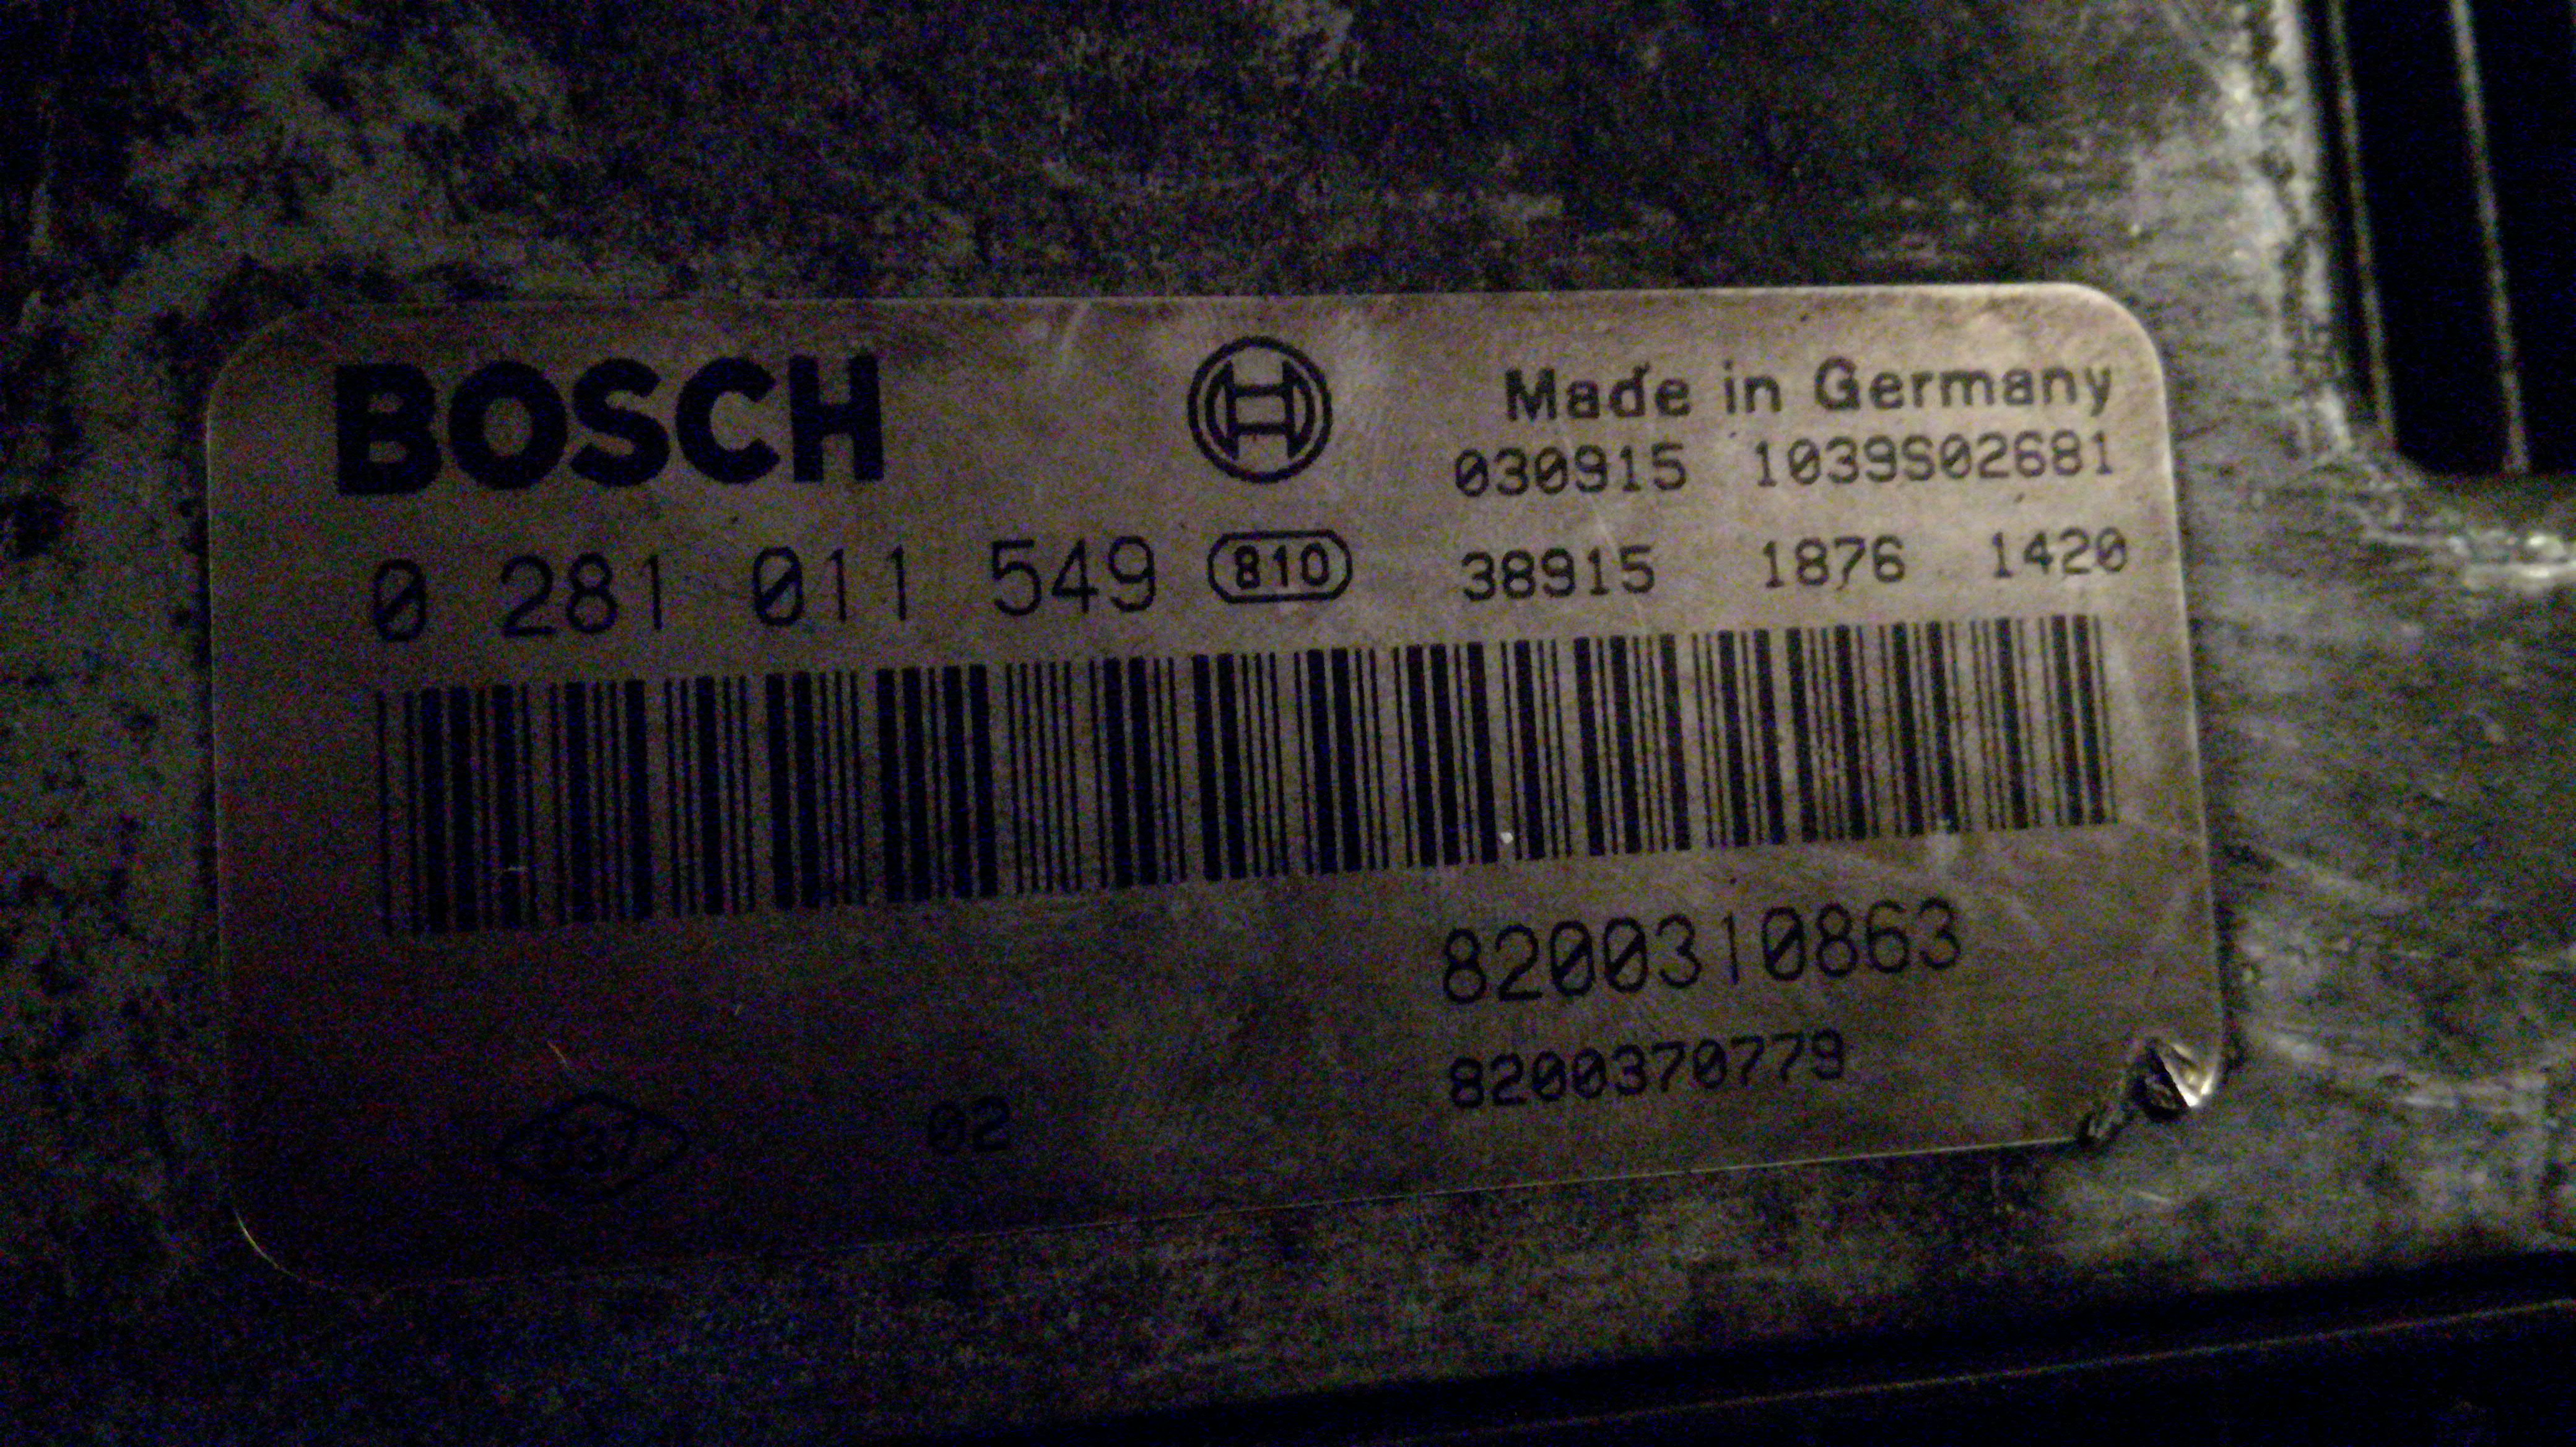 BOSCH
Made in Germany
030915 1039S02681
0 281 011 549 810 38915 1876 1420
8200310863
8200370779
02